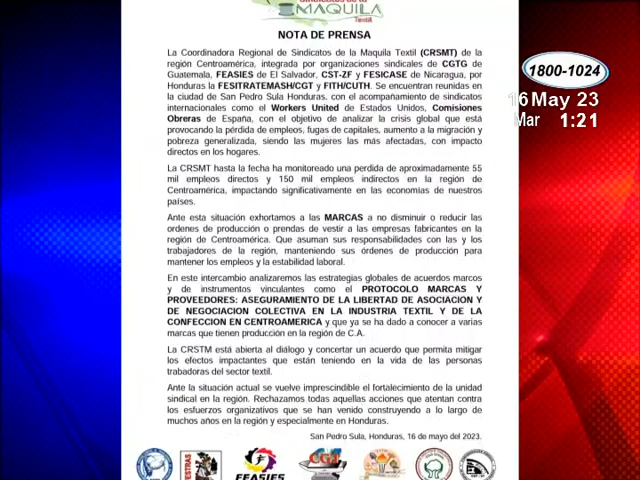 Sindicatos de la
MAQUILA
Textil
NOTA DE PRENSA
La Coordinadora Regional de Sindicatos de la Maquila Textil (CRSMT) de la
región Centroamérica, integrada por organizaciones sindicales de CGTG de
Guatemala, FEASIES de El Salvador, CST-ZF y FESICASE de Nicaragua, por
Honduras la FESITRATEMASH/CGT y FITH/CUTH. Se encuentran reunidas en
la ciudad de San Pedro Sula Honduras, con el acompañamiento de sindicatos
internacionales como el Workers United de Estados Unidos, Comisiones
Obreras de España, con el objetivo de analizar la crisis global que está
provocando la pérdida de empleos, fugas de capitales, aumento a la migración y
pobreza generalizada, siendo las mujeres las más afectadas, con impacto
directos en los hogares.
La CRSMT hasta la fecha ha monitoreado una perdida de aproximadamente 55
mil empleos directos y 150 mil empleos indirectos en la región de
Centroamérica, impactando significativamente en las economías de nuestros
países.
Ante esta situación exhortamos a las MARCAS a no disminuir o reducir las
ordenes de producción o prendas de vestir a las empresas fabricantes en la
región de Centroamérica. Que asuman sus responsabilidades con las y los
trabajadores de la región, manteniendo sus órdenes de producción para
mantener los empleos y la estabilidad laboral.
En este intercambio analizaremos las estrategias globales de acuerdos marcos
y de instrumentos vinculantes como el PROTOCOLO MARCAS Y
PROVEEDORES: ASEGURAMIENTO DE LA LIBERTAD DE ASOCIACION Y
DE NEGOCIACION COLECTIVA EN LA INDUSTRIA TEXTIL Y DE LA
CONFECCION EN CENTROAMERICA y que ya se ha dado a conocer a varias
marcas que tienen producción en la región de C.A.
La CRSTM está abierta al diálogo y concertar un acuerdo que permita mitigar
los efectos impactantes que están teniendo en la vida de las personas
trabadoras del sector textil.
Ante la situación actual se vuelve imprescindible el fortalecimiento de la unidad
sindical en la región. Rechazamos todas aquellas acciones que atentan contra
los esfuerzos organizativos que se han venido construyendo a lo largo de
muchos años en la región y especialmente en Honduras.
San Pedro Sula, Honduras, 16 de mayo del 2023.
FEASIES
CGT
1800-1024
16 May 23
Mar 1:21